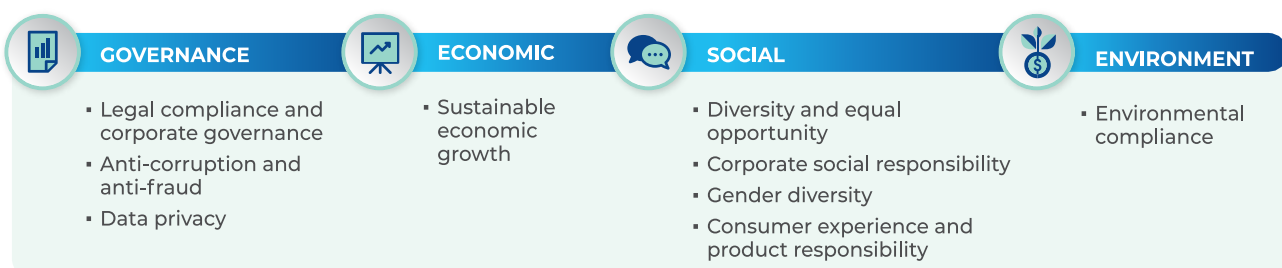 GOVERNANCE
▪ Legal compliance and
corporate governance
▪ Anti-corruption and
anti-fraud
▪ Data privacy
ECONOMIC
▪ Sustainable
economic
growth
SOCIAL
▪ Diversity and equal
opportunity
▪ Corporate social responsibility
▪ Gender diversity
▪ Consumer experience and
product responsibility
ENVIRONMENT
▪ Environmental
compliance